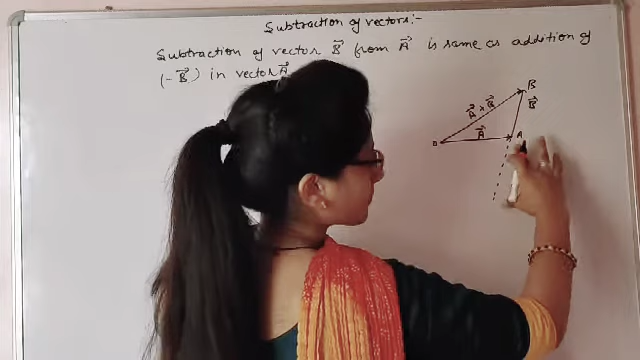 Subtraction of vectors:-
Subtraction of vector B⃗ from A⃗ is same as addition of
(-B⃗) in vector A⃗
B
A⃗ + B⃗
B⃗
A⃗
A
O